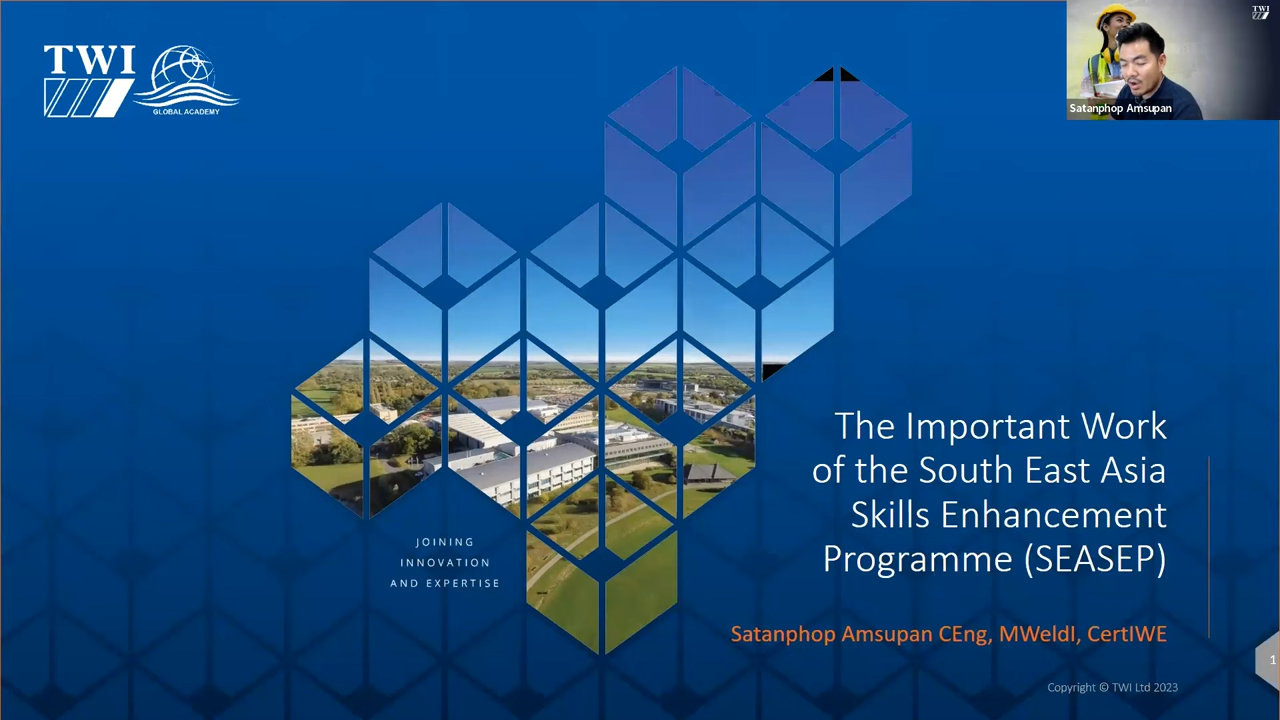 TWI
GLOBAL ACADEMY
TWI
Satanphop Amsupan
The Important Work
of the South East Asia
Skills Enhancement
Programme (SEASEP)
JOINING
INNOVATION
AND EXPERTISE
Satanphop Amsupan CEng, MWeldI, CertIWE
1
Copyright © TWI Ltd 2023